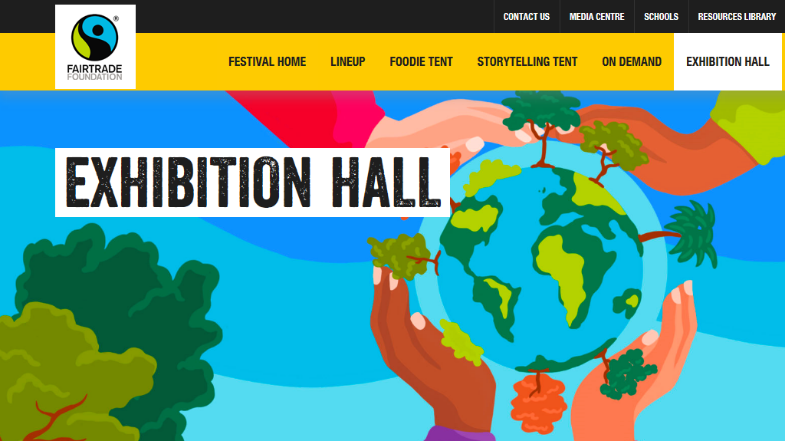 CONTACT US MEDIA CENTRE SCHOOLS RESOURCES LIBRARY
FAIRTRADE
FOUNDATION
FESTIVAL HOME LINEUP FOODIE TENT STORYTELLING TENT ON DEMAND EXHIBITION HALL
EXHIBITION HALL